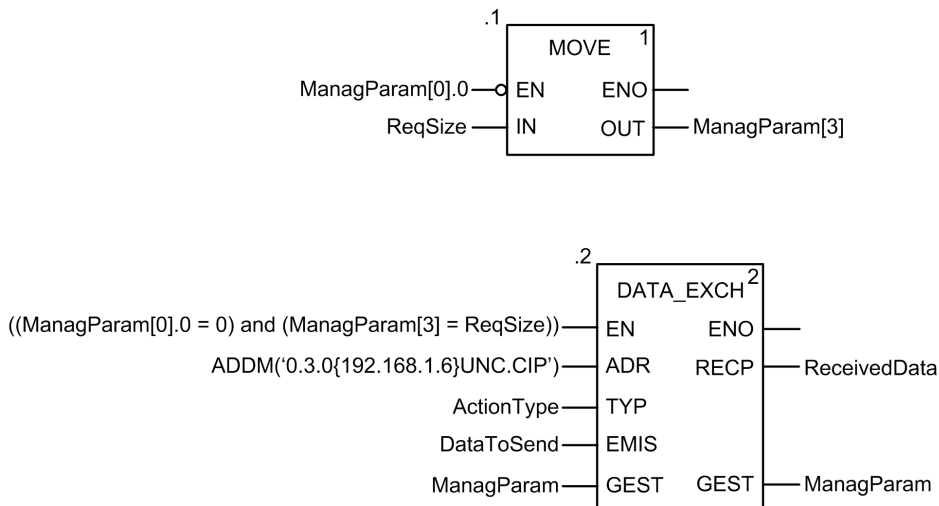 .1
MOVE 1
ManagParam[0].0 EN ENO
ReqSize IN OUT ManagParam[3]
.2
DATA_EXCH 2
((ManagParam[0].0 = 0) and (ManagParam[3] = ReqSize)) EN ENO
ADDM(‘0.3.0{192.168.1.6}UNC.CIP’) ADR RECP ReceivedData
ActionType TYP
DataToSend EMIS
ManagParam GEST GEST ManagParam